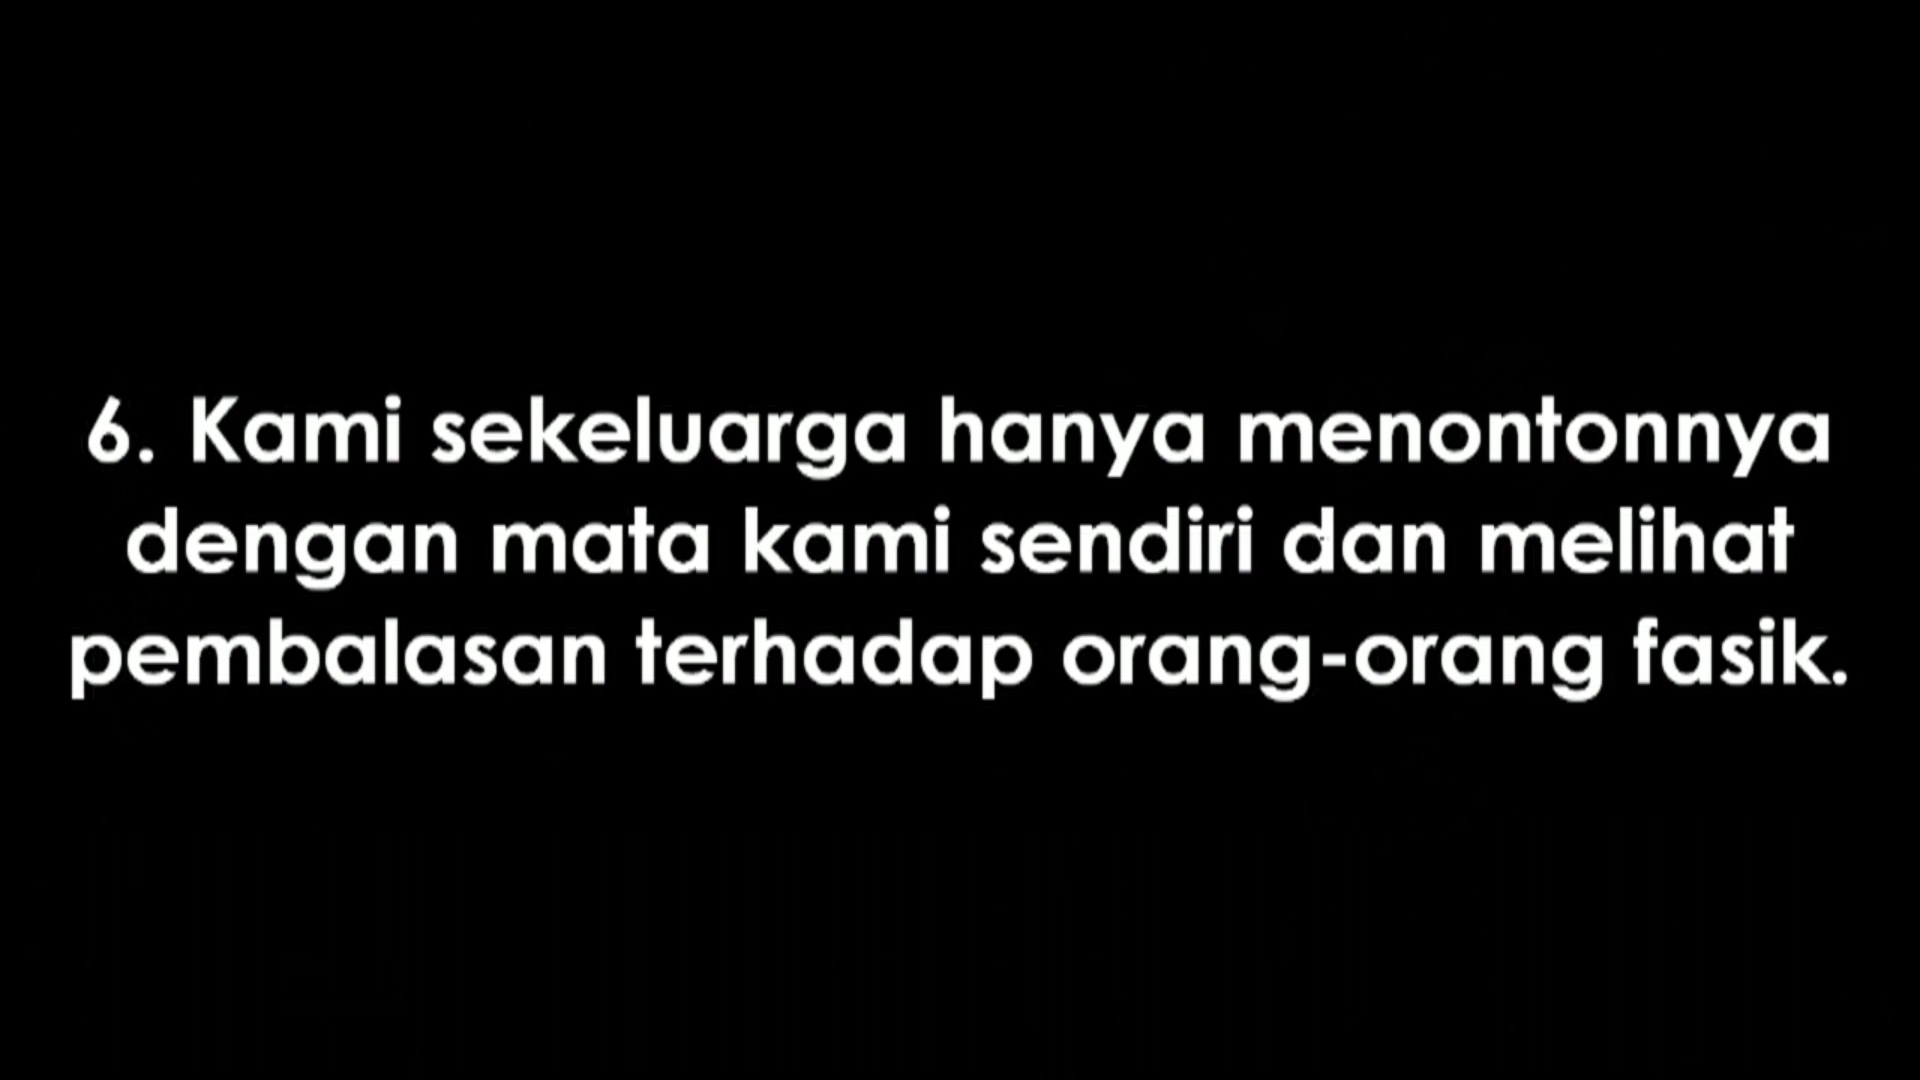 6. Kami sekeluarga hanya menontonnya
dengan mata kami sendiri dan melihat
pembalasan terhadap orang-orang fasik.